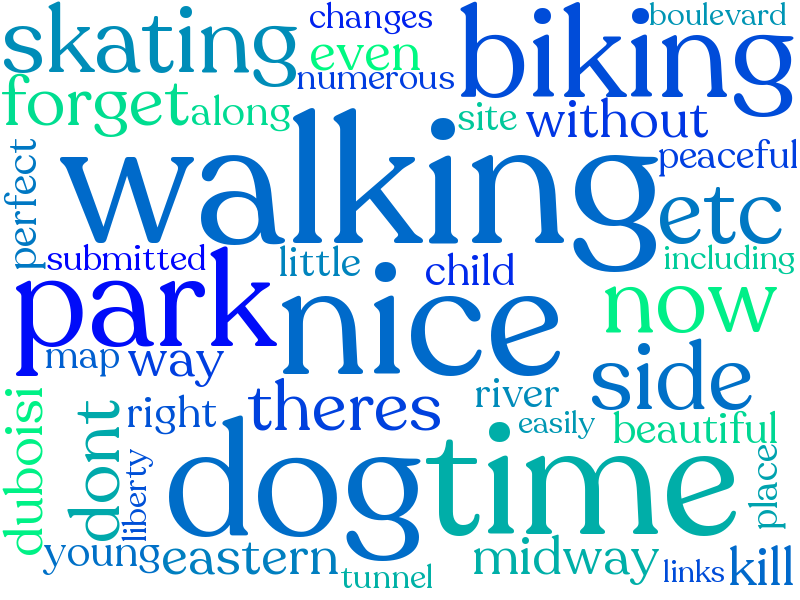 skating
changes
boulevard
biking
even
numerous
forget
along
site
without
walking
peaceful
perfect
etc
submitted
little
child
including
park
nice
now
map
way
side
theres
river
right
easily
beautiful
duboisi
dont
liberty
dog
time
place
young
eastern
midway
tunnel
links
kill